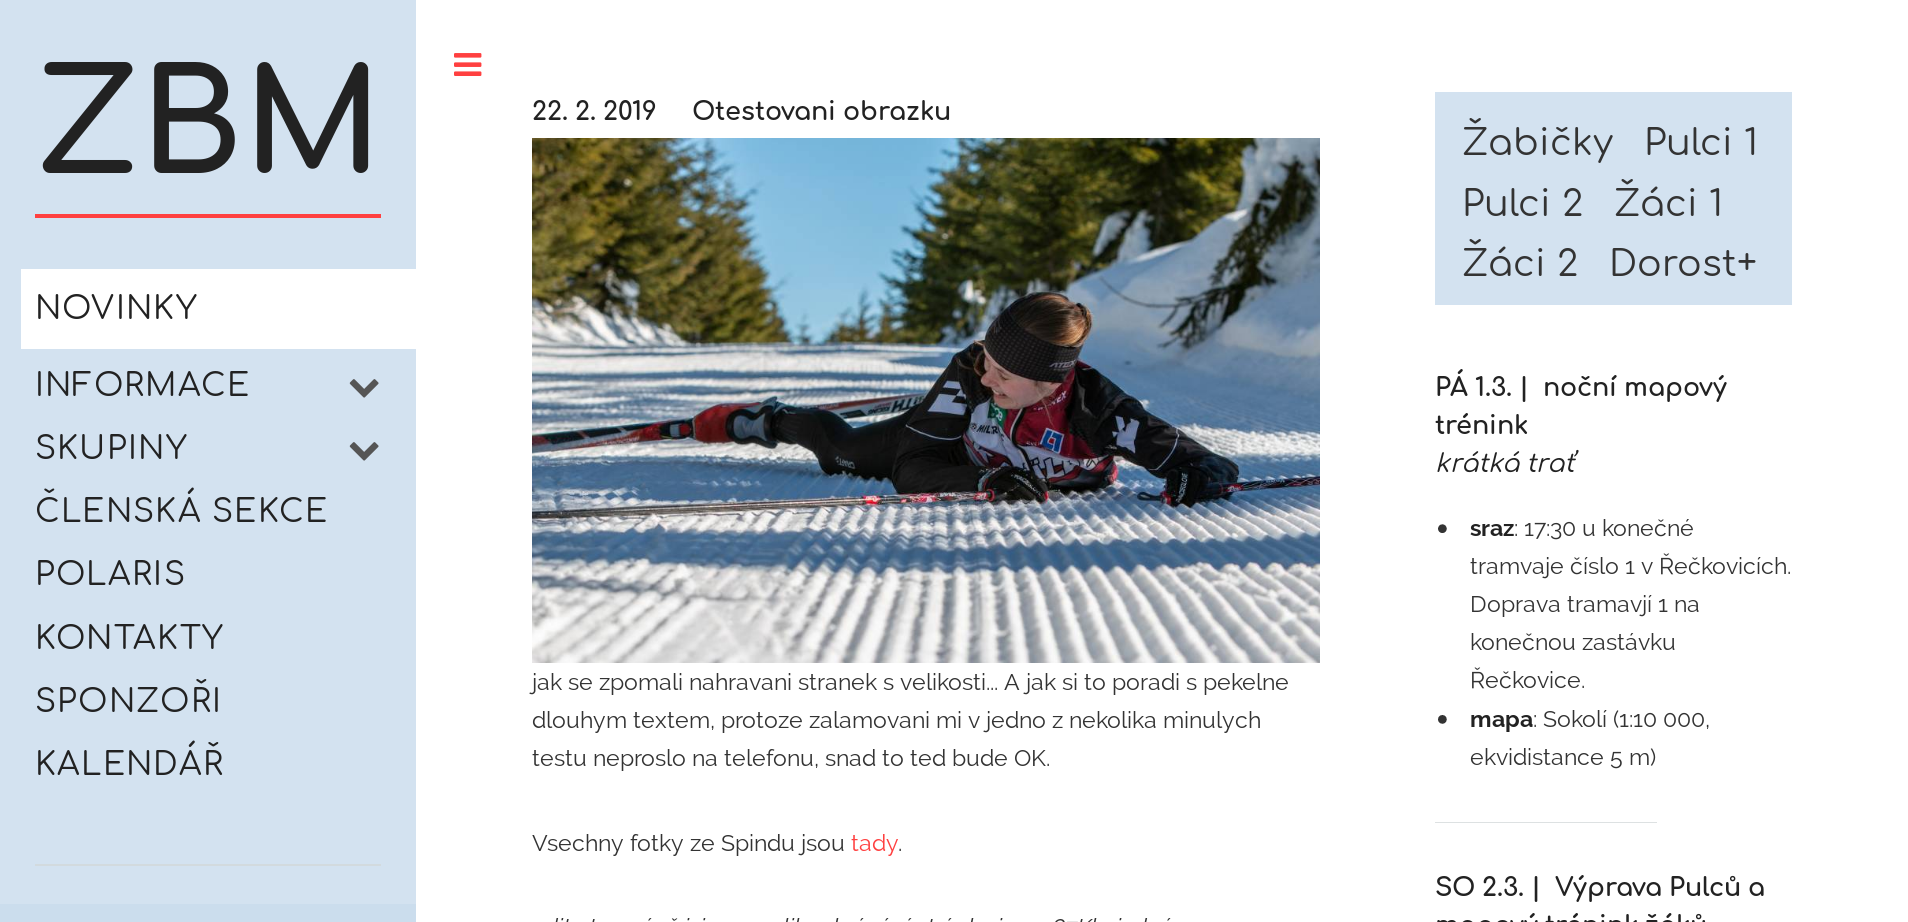 ZBM
NOVINKY
INFORMACE
SKUPINY
ČLENSKÁ SEKCE
POLARIS
KONTAKTY
SPONZOŘI
KALENDÁŘ
22. 2. 2019 Otestovani obrazku
jak se zpomali nahravani stranek s velikosti... A jak si to poradi s pekelne
dlouhym textem, protoze zalamovani mi v jedno z nekolika minulych
testu neproslo na telefonu, snad to ted bude OK.
Vsechny fotky ze Spindu jsou tady.
Žabičky Pulci 1
Pulci 2 Žáci 1
Žáci 2 Dorost+
PÁ 1.3. | noční mapový
trénink
krátká trať
sraz: 17:30 u konečné
tramvaje číslo 1 v Řečkovicích.
Doprava tramavjí 1 na
konečnou zastávku
Řečkovice.
mapa: Sokolí (1:10 000,
ekvidistance 5 m)
SO 2.3. | Výprava Pulců a
mapový trénink žáků